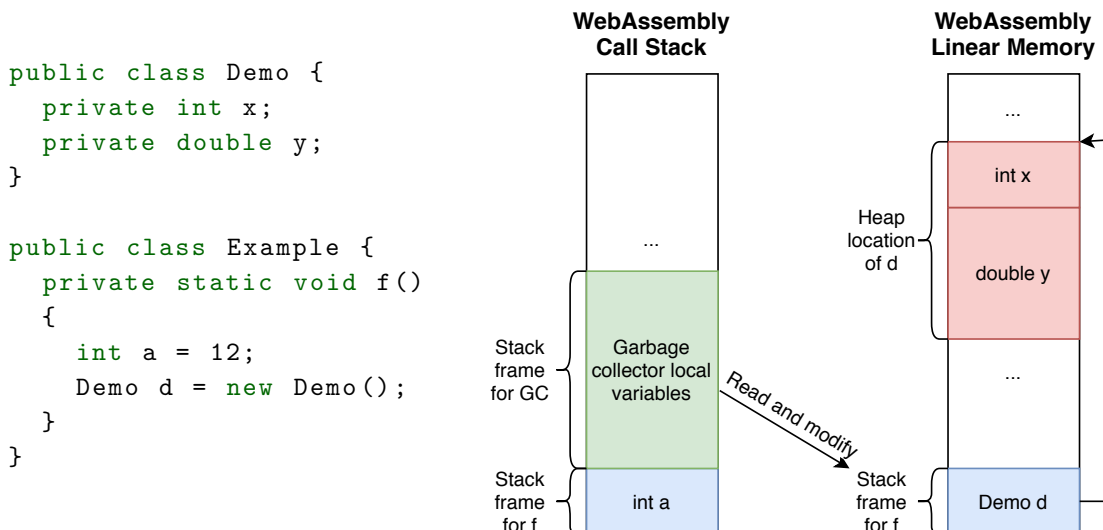 public class Demo {
private int x;
private double y;
}
public class Example {
private static void f()
{
int a = 12;
Demo d = new Demo();
}
}
WebAssembly
Call Stack
...
Garbage
collector local
variables
Stack
frame
for GC
Read and modify
Stack
frame
for f
int a
WebAssembly
Linear Memory
...
int x
Heap
location
of d
double y
...
Stack
frame
for f
Demo d